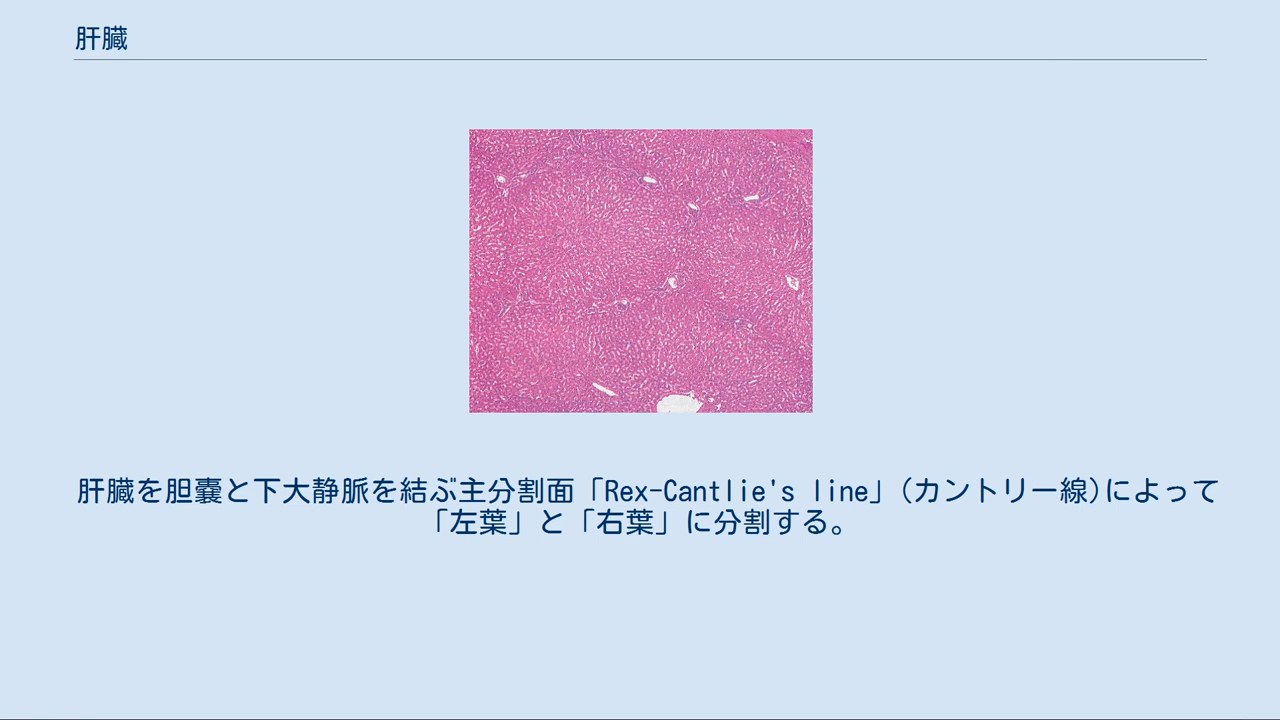 肝臓
肝臓を胆嚢と下大静脈を結ぶ主分割面「Rex-Cantlie's line」(カントリー線)によって
「左葉」と「右葉」に分割する。